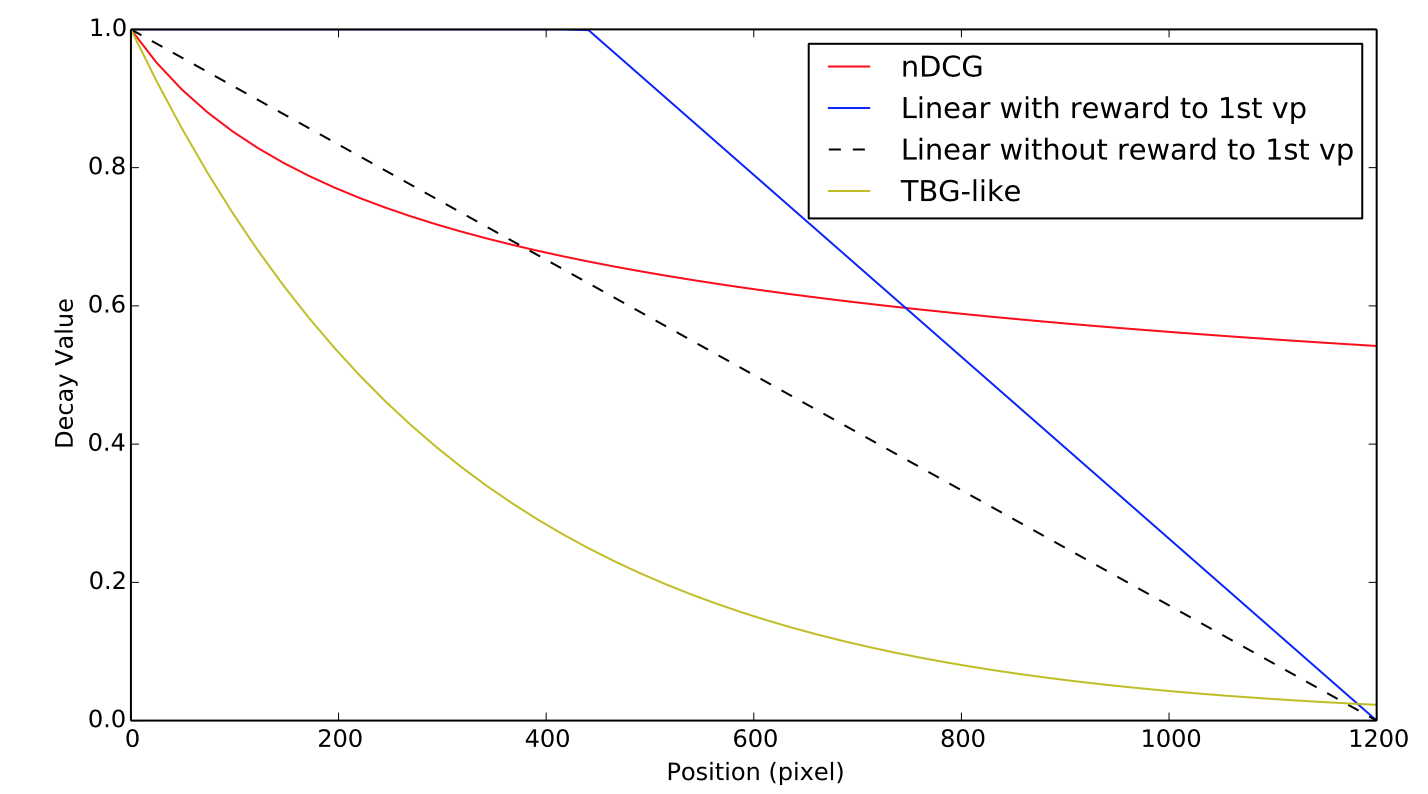 1.0
0.8
0.6
0.4
0.2
0.0
Decay Value
0 200 400 600 800 1000 1200
Position (pixel)
nDCG
Linear with reward to 1st vp
Linear without reward to 1st vp
TBG-like